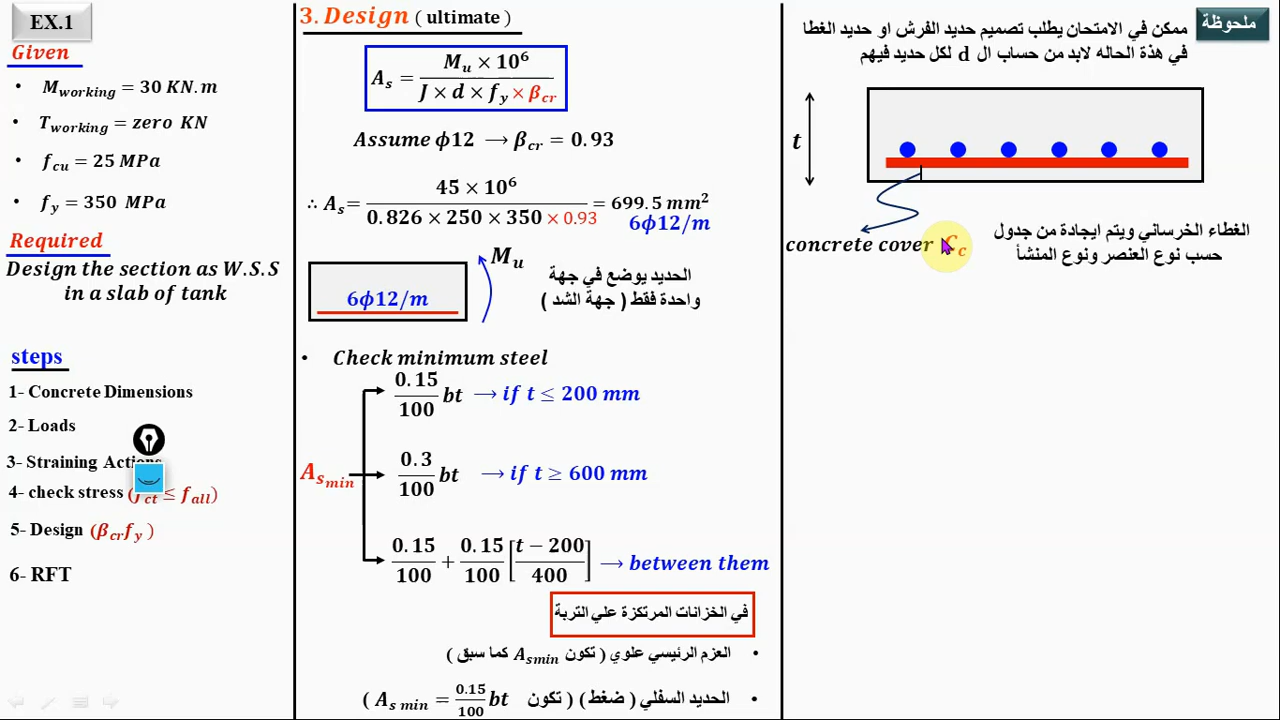 EX.1
Given
• M_working = 30 KN.m
• T_working = zero KN
• f_cu = 25 MPa
• f_y = 350 MPa
Required
Design the section as W.S.S
in a slab of tank
steps
1- Concrete Dimensions
2- Loads
3- Straining Actions
4- check stress (f_ct ≤ f_all)
5- Design (β_cr f_y )
6- RFT
3. Design ( ultimate )
A_s = (M_u × 10^6) / (J × d × f_y × β_cr)
Assume ϕ12 → β_cr = 0.93
∴ A_s = (45 × 10^6) / (0.826 × 250 × 350 × 0.93) = 699.5 mm²
6ϕ12/m
M_u
6ϕ12/m
الحديد يوضع في جهة
واحدة فقط ( جهة الشد )
• Check minimum steel
A_s min
0.15/100 bt → if t ≤ 200 mm
0.3/100 bt → if t ≥ 600 mm
0.15/100 + 0.15/100 [(t − 200)/400] → between them
في الخزانات المرتكزة علي التربة
• العزم الرئيسي علوي ( تكون A_smin كما سبق )
• الحديد السفلي ( ضغط) ( تكون A_s min = 0.15/100 bt )
ملحوظة
ممكن في الامتحان يطلب تصميم حديد الفرش او حديد الغطا
في هذة الحاله لابد من حساب ال d لكل حديد فيهم
t
concrete cover C_c
الغطاء الخرساني ويتم ايجادة من جدول
حسب نوع العنصر ونوع المنشأ